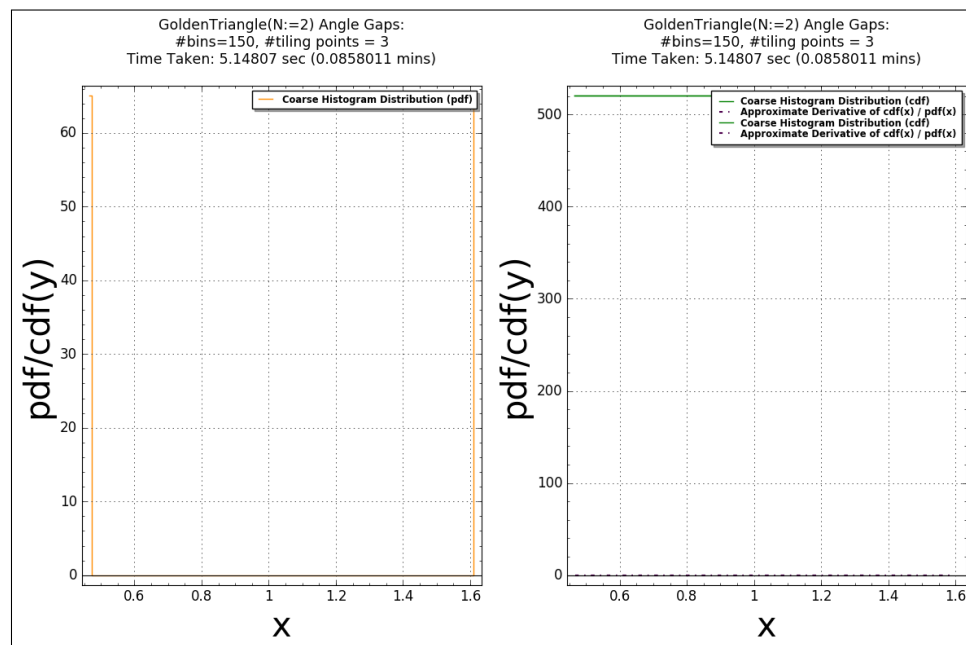 GoldenTriangle(N:=2) Angle Gaps:
#bins=150, #tiling points = 3
Time Taken: 5.14807 sec (0.0858011 mins)
Coarse Histogram Distribution (pdf)
60
50
40
30
20
10
0
0.6
0.8
1
1.2
1.4
1.6
pdf/cdf(y)
x
GoldenTriangle(N:=2) Angle Gaps:
#bins=150, #tiling points = 3
Time Taken: 5.14807 sec (0.0858011 mins)
Coarse Histogram Distribution (cdf)
Approximate Derivative of cdf(x) / pdf(x)
Coarse Histogram Distribution (cdf)
Approximate Derivative of cdf(x) / pdf(x)
500
400
300
200
100
0
0.6
0.8
1
1.2
1.4
1.6
pdf/cdf(y)
x